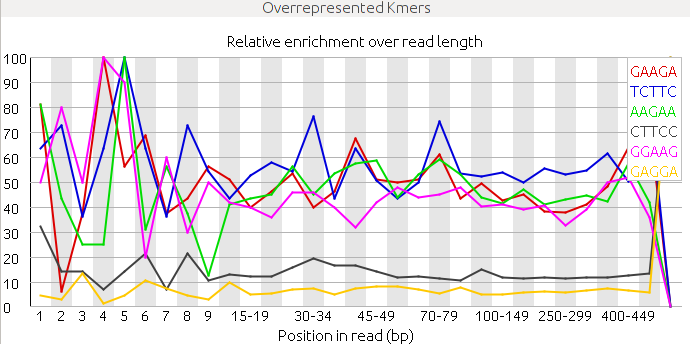 Overrepresented Kmers
Relative enrichment over read length
100
90
80
70
60
50
40
30
20
10
0
GAAGA
TCTTC
AAGAA
CTTCC
GGAAG
GAGGA
1 2 3 4 5 6 7 8 9 15-19 30-34 45-49 70-79 100-149 250-299 400-449
Position in read (bp)